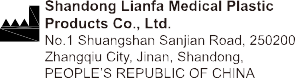 Shandong Lianfa Medical Plastic
Products Co., Ltd.
No.1 Shuangshan Sanjian Road, 250200
Zhangqiu City, Jinan, Shandong,
PEOPLE'S REPUBLIC OF CHINA